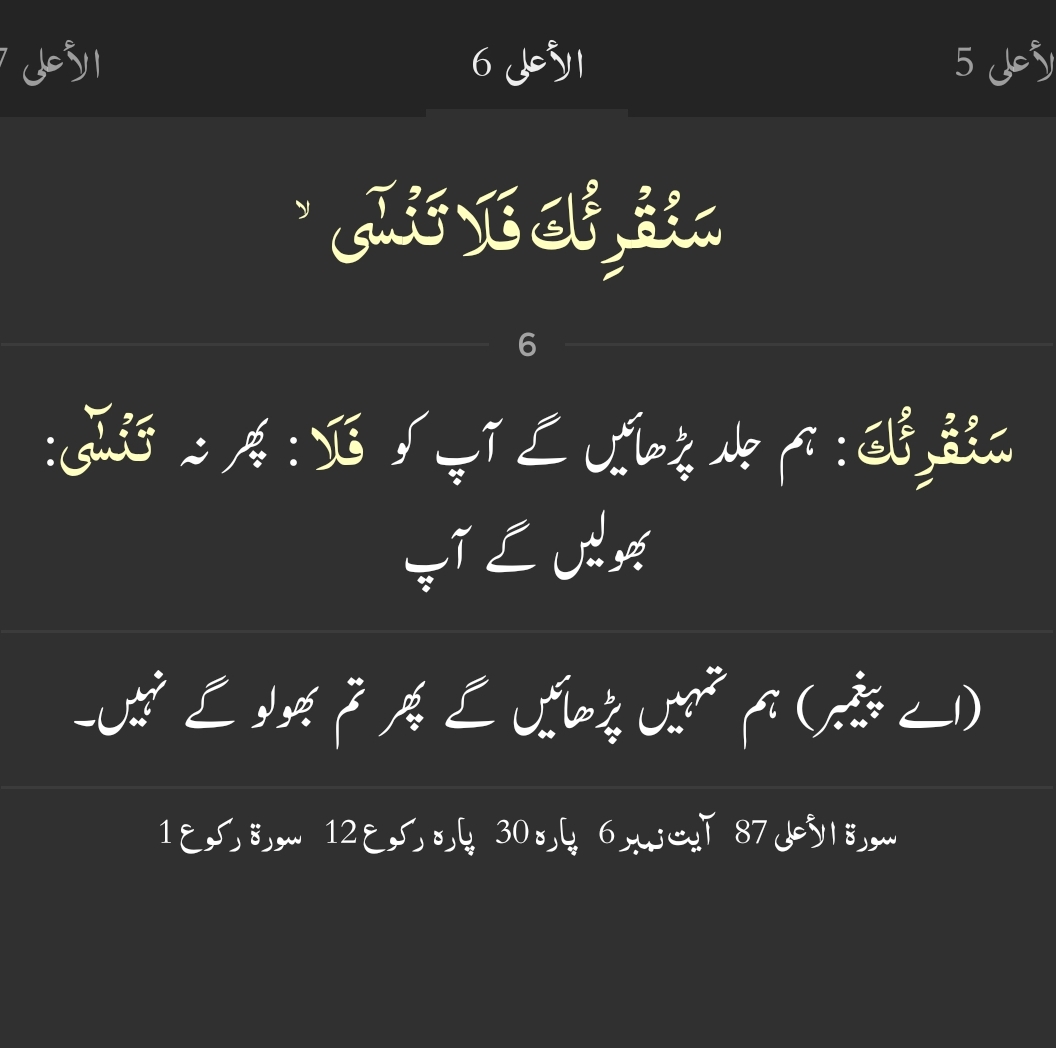 الأعلى 5 الأعلى 6 الأعلى 7
سَنُقْرِئُكَ فَلَا تَنْسٰٓى ۙ
6
سَنُقْرِئُكَ : ہم جلد پڑھائیں گے آپ کو فَلَا : پھر نہ تَنْسٰٓى :
بھولیں گے آپ
(اے پیغمبر) ہم تمہیں پڑھائیں گے پھر تم بھولو گے نہیں۔
سورۃ الأعلى 87 آیت نمبر 6 پارہ 30 پارہ رکوع 12 سورۃ رکوع 1